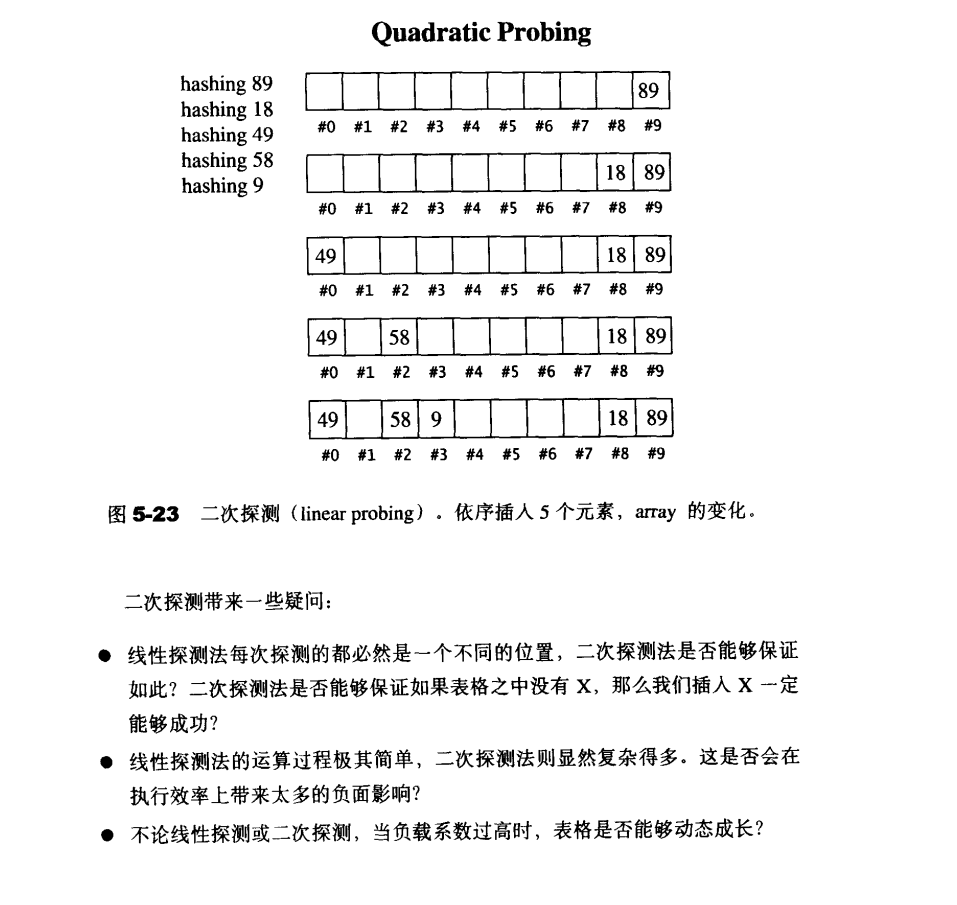 Quadratic Probing
hashing 89
hashing 18
hashing 49
hashing 58
hashing 9
89
#0 #1 #2 #3 #4 #5 #6 #7 #8 #9
18 89
#0 #1 #2 #3 #4 #5 #6 #7 #8 #9
49 18 89
#0 #1 #2 #3 #4 #5 #6 #7 #8 #9
49 58 18 89
#0 #1 #2 #3 #4 #5 #6 #7 #8 #9
49 58 9 18 89
#0 #1 #2 #3 #4 #5 #6 #7 #8 #9
图 5-23 二次探测（linear probing）。依序插入 5 个元素，array 的变化。
二次探测带来一些疑问：
● 线性探测法每次探测的都必然是一个不同的位置，二次探测法是否能够保证
如此？二次探测法是否能够保证如果表格之中没有 X，那么我们插入 X 一定
能够成功？
● 线性探测法的运算过程极其简单，二次探测法则显然复杂得多。这是否会在
执行效率上带来太多的负面影响？
● 不论线性探测或二次探测，当负载系数过高时，表格是否能够动态成长？